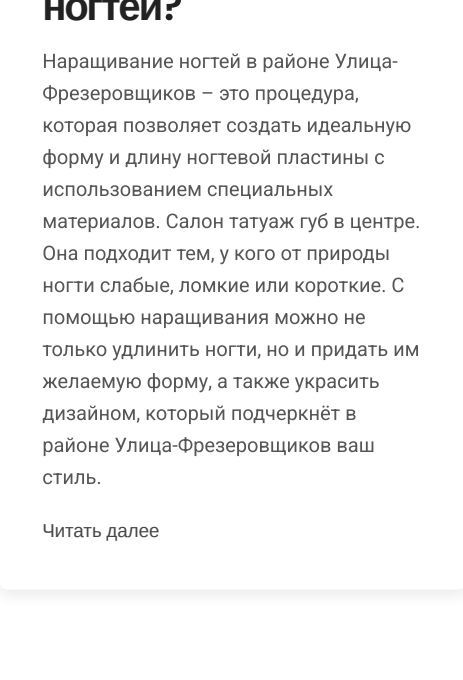 ногтей?
Наращивание ногтей в районе Улица-
Фрезеровщиков – это процедура,
которая позволяет создать идеальную
форму и длину ногтевой пластины с
использованием специальных
материалов. Салон татуаж губ в центре.
Она подходит тем, у кого от природы
ногти слабые, ломкие или короткие. С
помощью наращивания можно не
только удлинить ногти, но и придать им
желаемую форму, а также украсить
дизайном, который подчеркнёт в
районе Улица-Фрезеровщиков ваш
стиль.
Читать далее